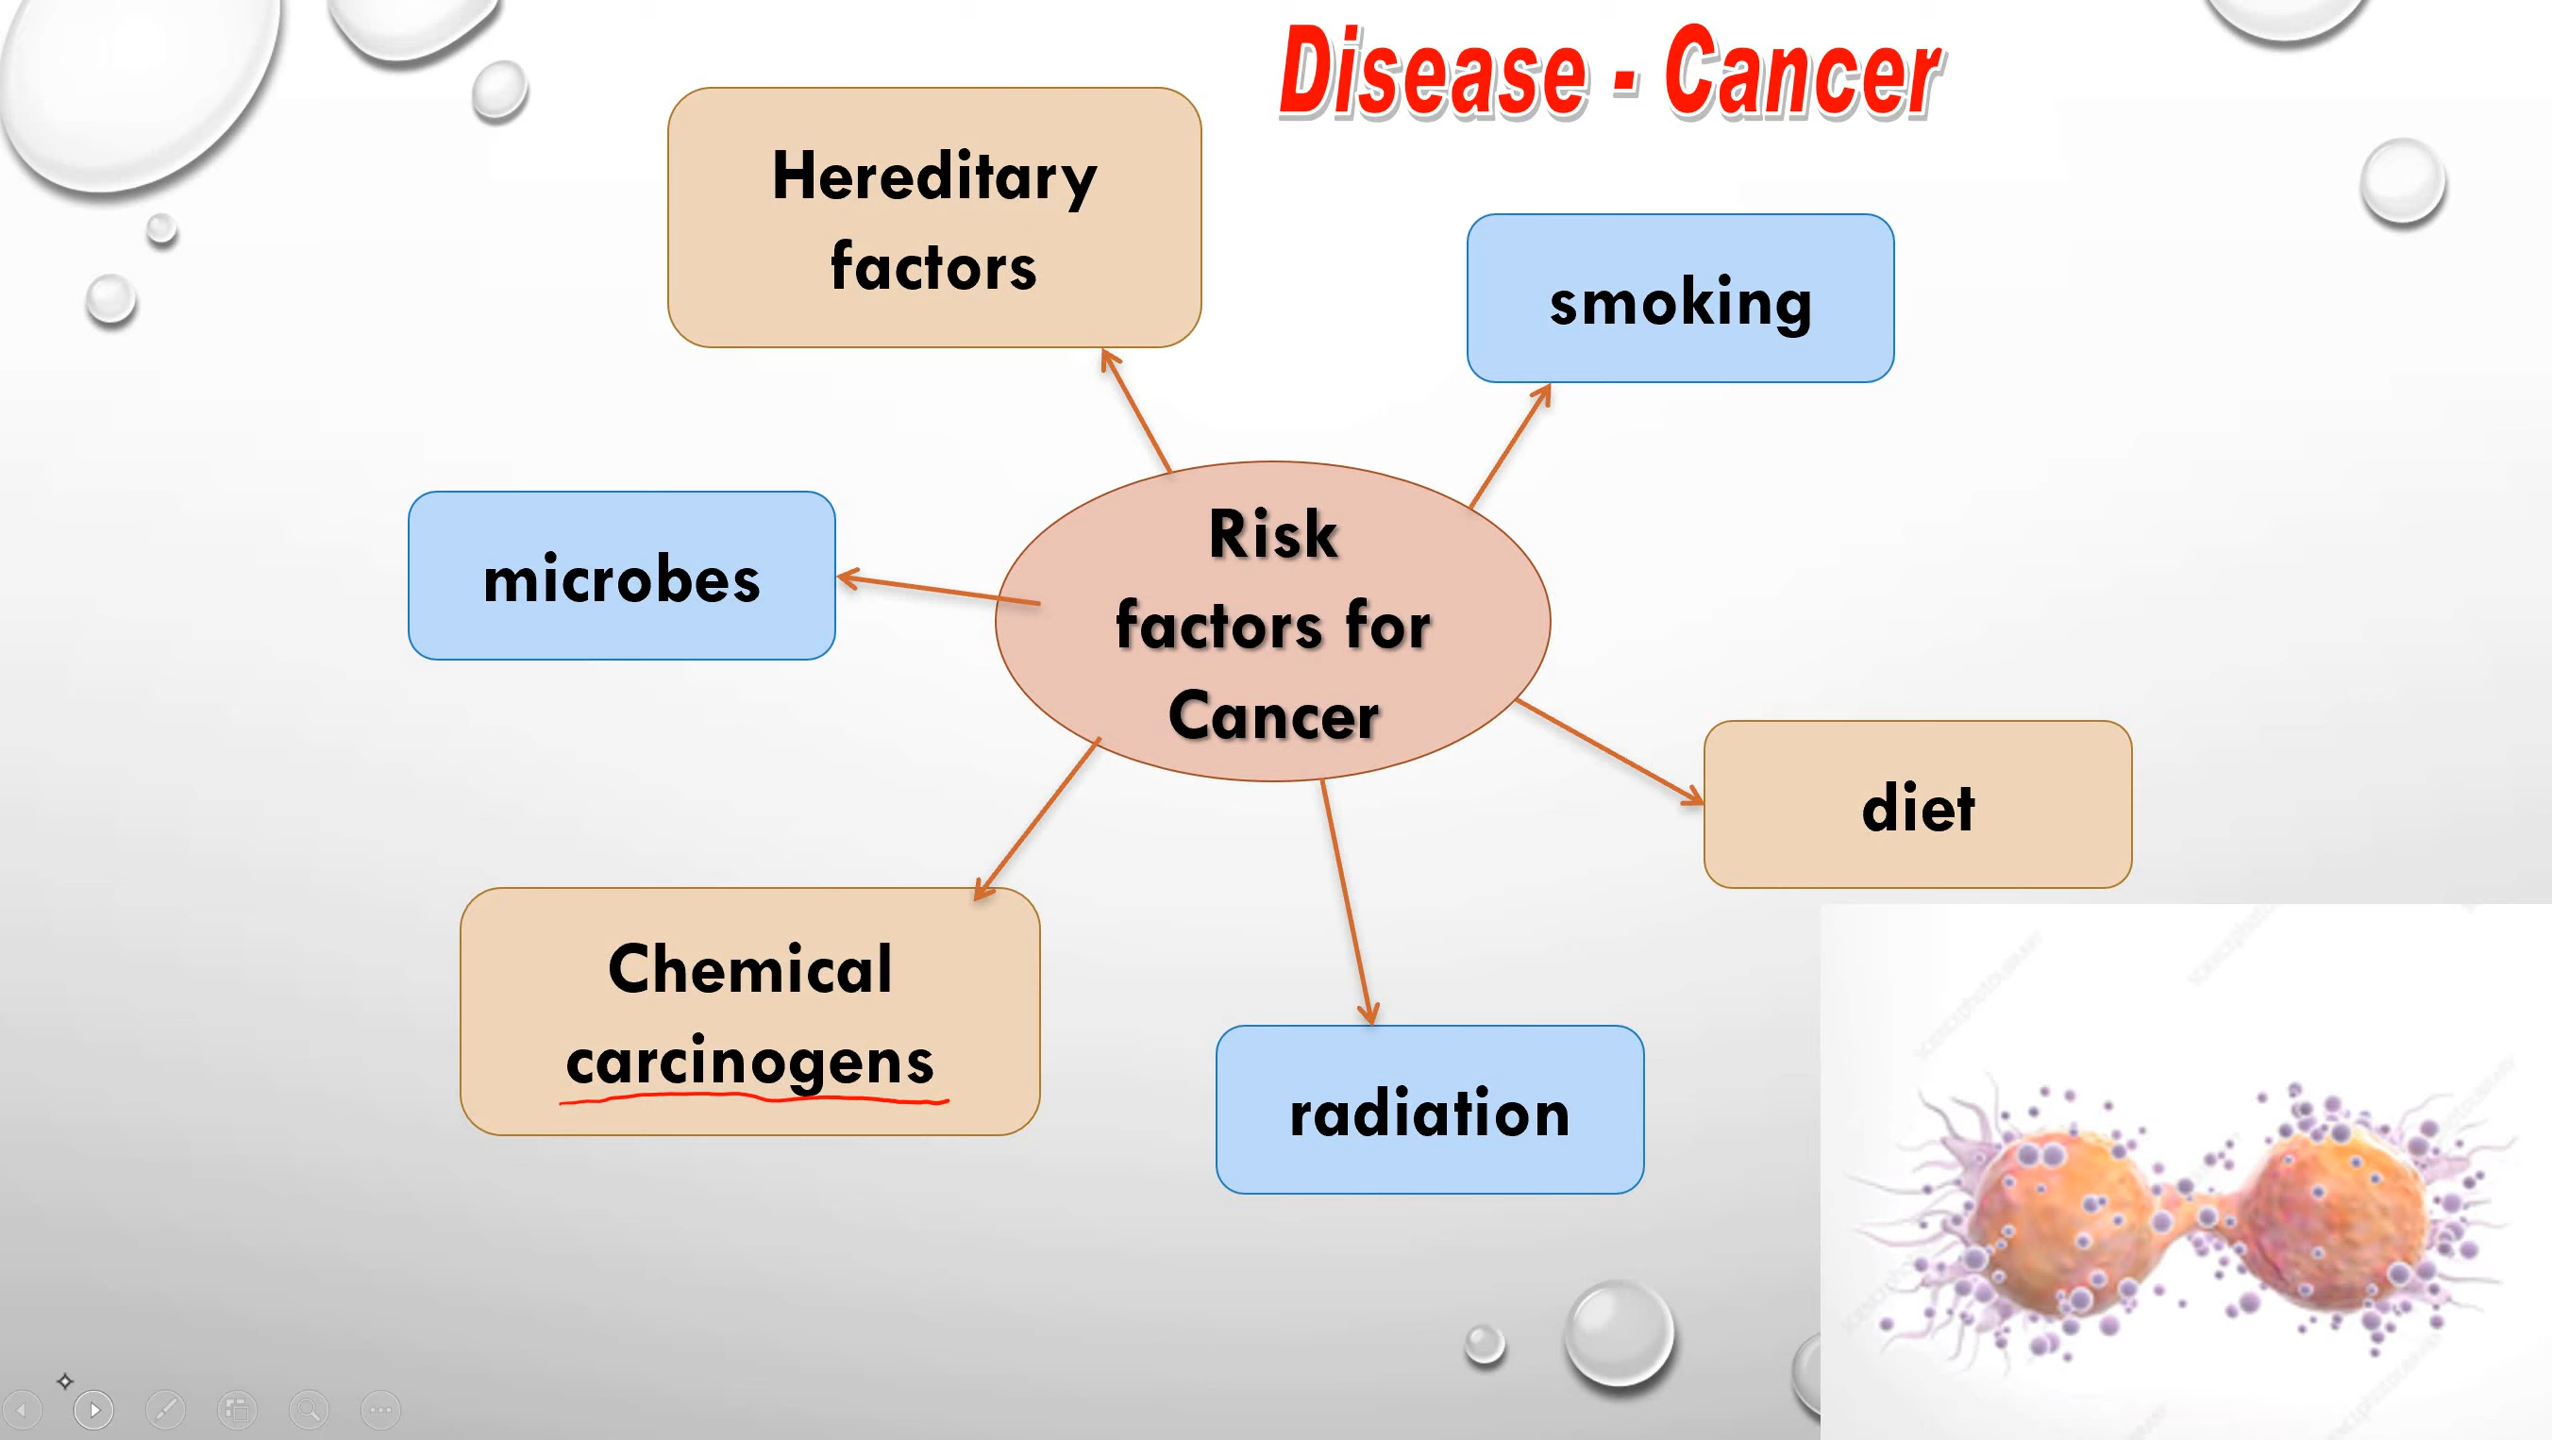 Disease - Cancer
Hereditary
factors
smoking
microbes
Risk
factors for
Cancer
diet
Chemical
carcinogens
radiation